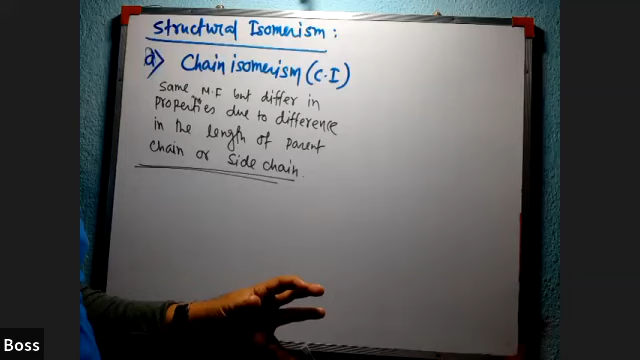 Structural Isomerism :
a) Chain isomerism (C.I)
Same M.F but differ in
properties due to difference
in the length of parent
chain or side chain.
Boss